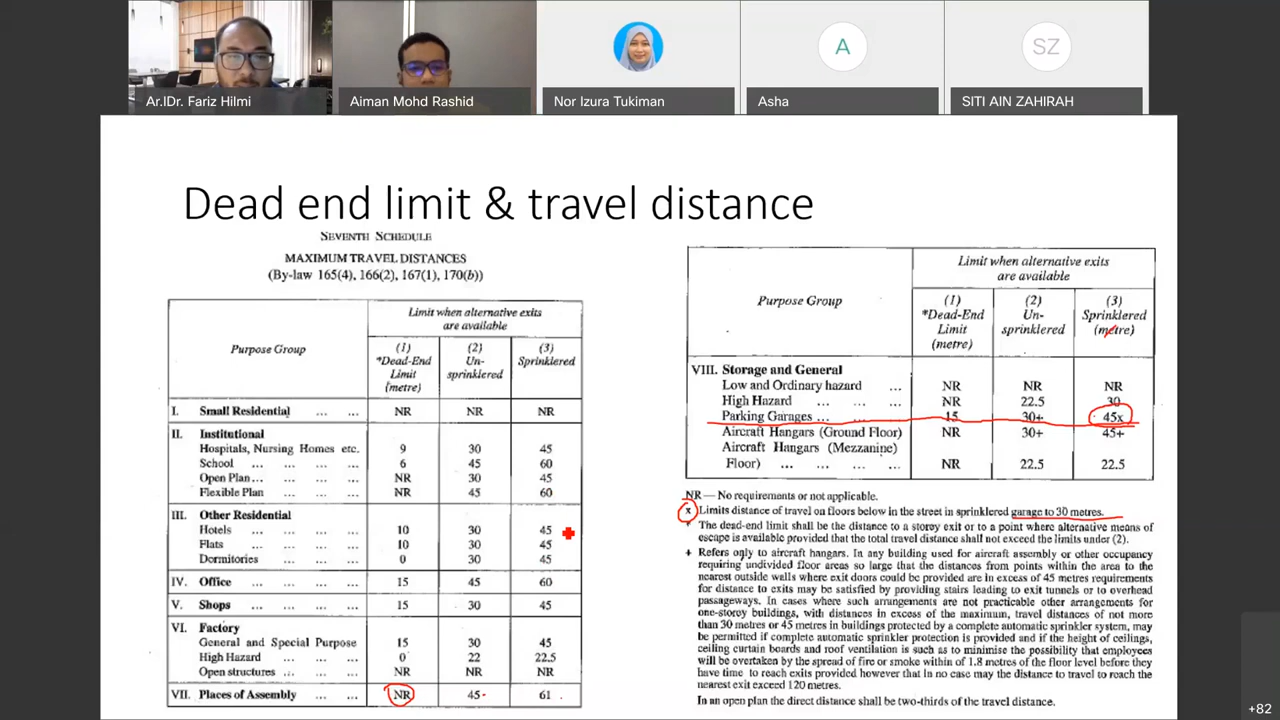 Ar.IDr. Fariz Hilmi
Aiman Mohd Rashid
Nor Izura Tukiman
A
Asha
SZ
SITI AIN ZAHIRAH
Dead end limit & travel distance
SEVENTH SCHEDULE
MAXIMUM TRAVEL DISTANCES
(By-law 165(4), 166(2), 167(1), 170(b))
Purpose Group
Limit when alternative exits
are available
(1) (2) (3)
*Dead-End Un- Sprinklered
Limit sprinklered
(metre)
I. Small Residential ... ... NR NR NR
II. Institutional
Hospitals, Nursing Homes etc. 9 30 45
School ... ... ... 6 45 60
Open Plan... ... ... NR 30 45
Flexible Plan ... ... NR 45 60
III. Other Residential
Hotels ... ... ... 10 30 45
Flats ... ... ... 10 30 45
Dormitories ... ... 0 30 45
IV. Office ... ... ... 15 45 60
V. Shops ... ... ... 15 30 45
VI. Factory
General and Special Purpose 15 30 45
High Hazard ... ... 0 22 22.5
Open structures ... ... NR NR NR
VII. Places of Assembly ... ... NR 45 61
Purpose Group
Limit when alternative exits
are available
(1) (2) (3)
*Dead-End Un- Sprinklered
Limit sprinklered (metre)
(metre)
VIII. Storage and General
Low and Ordinary hazard ... NR NR NR
High Hazard ... ... ... NR 22.5 30
Parking Garages ... ... 15 30+ 45x
Aircraft Hangars (Ground Floor) NR 30+ 45+
Aircraft Hangars (Mezzanine)
Floor) ... ... ... NR 22.5 22.5
NR — No requirements or not applicable.
x Limits distance of travel on floors below in the street in sprinklered garage to 30 metres.
* The dead-end limit shall be the distance to a storey exit or to a point where alternative means of
escape is available provided that the total travel distance shall not exceed the limits under (2).
+ Refers only to aircraft hangars. In any building used for aircraft assembly or other occupancy
requiring undivided floor areas so large that the distances from points within the area to the
nearest outside walls where exit doors could be provided are in excess of 45 metres requirements
for distance to exits may be satisfied by providing stairs leading to exit tunnels or to overhead
passageways. In cases where such arrangements are not practicable other arrangements for
one-storey buildings, with distances in excess of the maximum, travel distances of not more
than 30 metres or 45 metres in buildings protected by a complete automatic sprinkler system, may
be permitted if complete automatic sprinkler protection is provided and if the height of ceilings,
ceiling curtain boards and roof ventilation is such as to minimise the possibility that employees
will be overtaken by the spread of fire or smoke within of 1.8 metres of the floor level before they
have time to reach exits provided however that in no case may the distance to travel to reach the
nearest exit exceed 120 metres.
In an open plan the direct distance shall be two-thirds of the travel distance.
+82